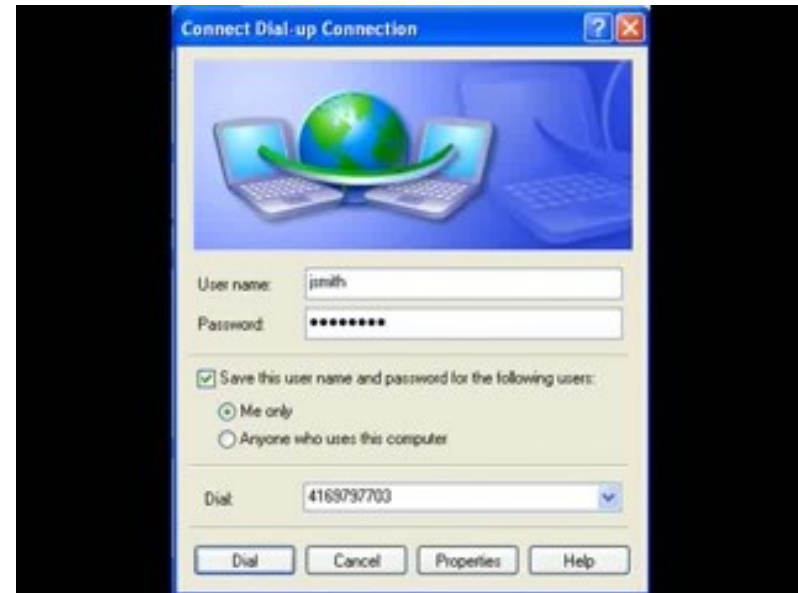 Connect Dial-up Connection
User name: jsmith
Password: ••••••••
Save this user name and password for the following users:
Me only
Anyone who uses this computer
Dial: 4169797703
Dial Cancel Properties Help